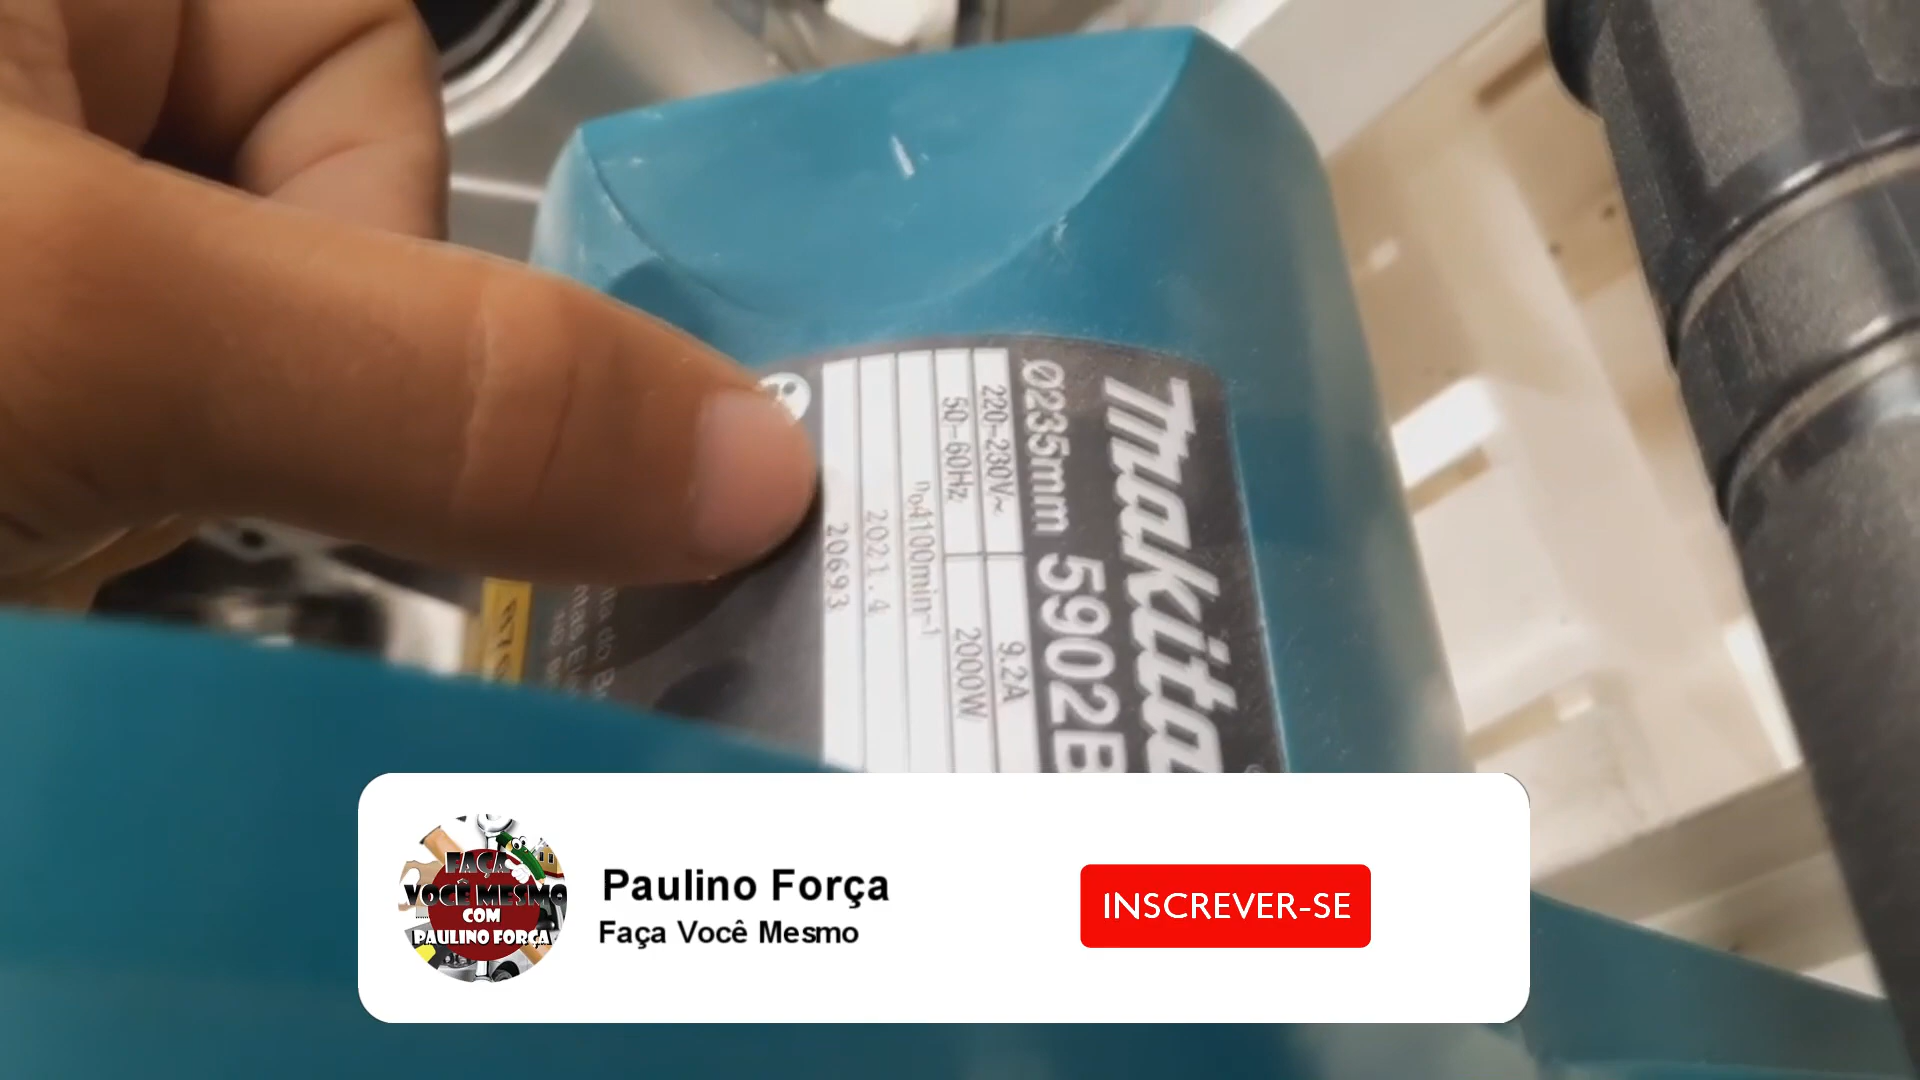 Makita
Ø235mm 5902B
220-230V~ 9.2A
50-60Hz 2000W
n₀4100min⁻¹
2021.4
20693
FAÇA
VOCÊ MESMO
COM
PAULINO FORÇA
Paulino Força
Faça Você Mesmo
INSCREVER-SE